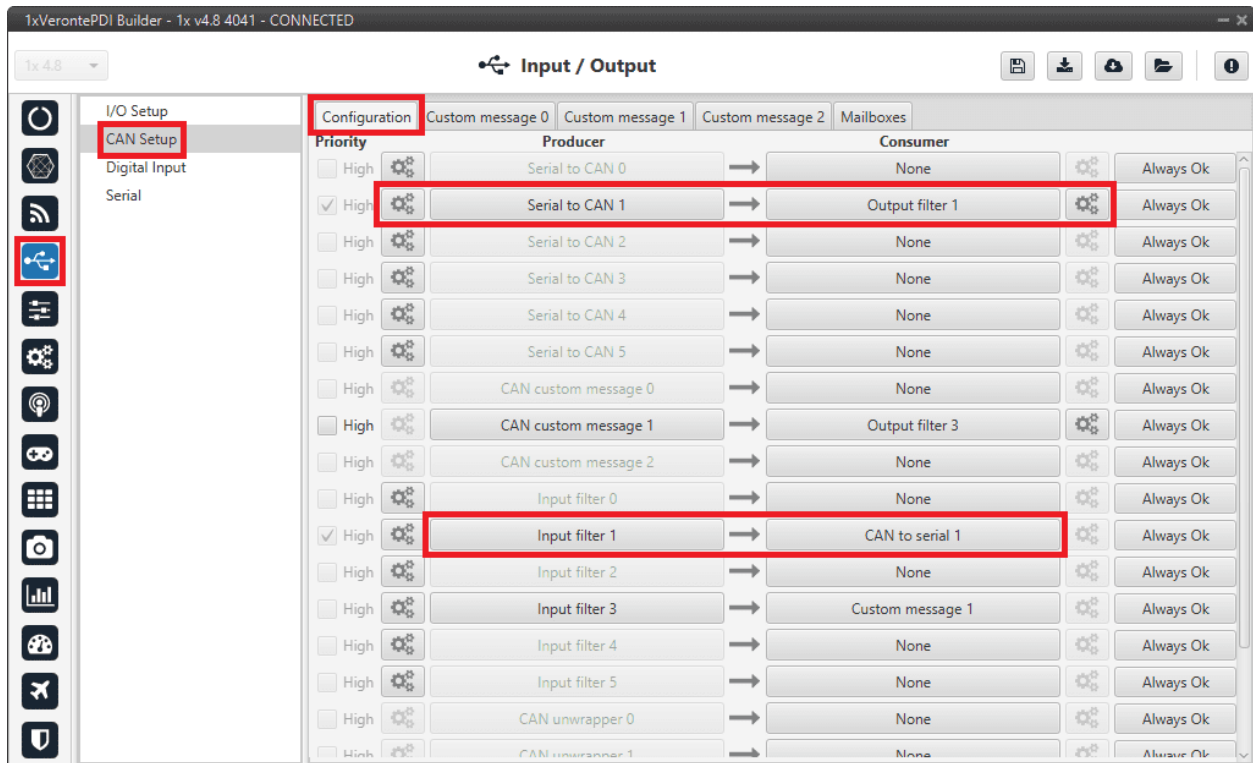 1xVerontePDI Builder - 1x v4.8 4041 - CONNECTED
1x 4.8 Input / Output
I/O Setup
CAN Setup
Digital Input
Serial
Configuration Custom message 0 Custom message 1 Custom message 2 Mailboxes
Priority Producer Consumer
High Serial to CAN 0 None Always Ok
High Serial to CAN 1 Output filter 1 Always Ok
High Serial to CAN 2 None Always Ok
High Serial to CAN 3 None Always Ok
High Serial to CAN 4 None Always Ok
High Serial to CAN 5 None Always Ok
High CAN custom message 0 None Always Ok
High CAN custom message 1 Output filter 3 Always Ok
High CAN custom message 2 None Always Ok
High Input filter 0 None Always Ok
High Input filter 1 CAN to serial 1 Always Ok
High Input filter 2 None Always Ok
High Input filter 3 Custom message 1 Always Ok
High Input filter 4 None Always Ok
High Input filter 5 None Always Ok
High CAN unwrapper 0 None Always Ok
High CAN unwrapper 1 None Always Ok